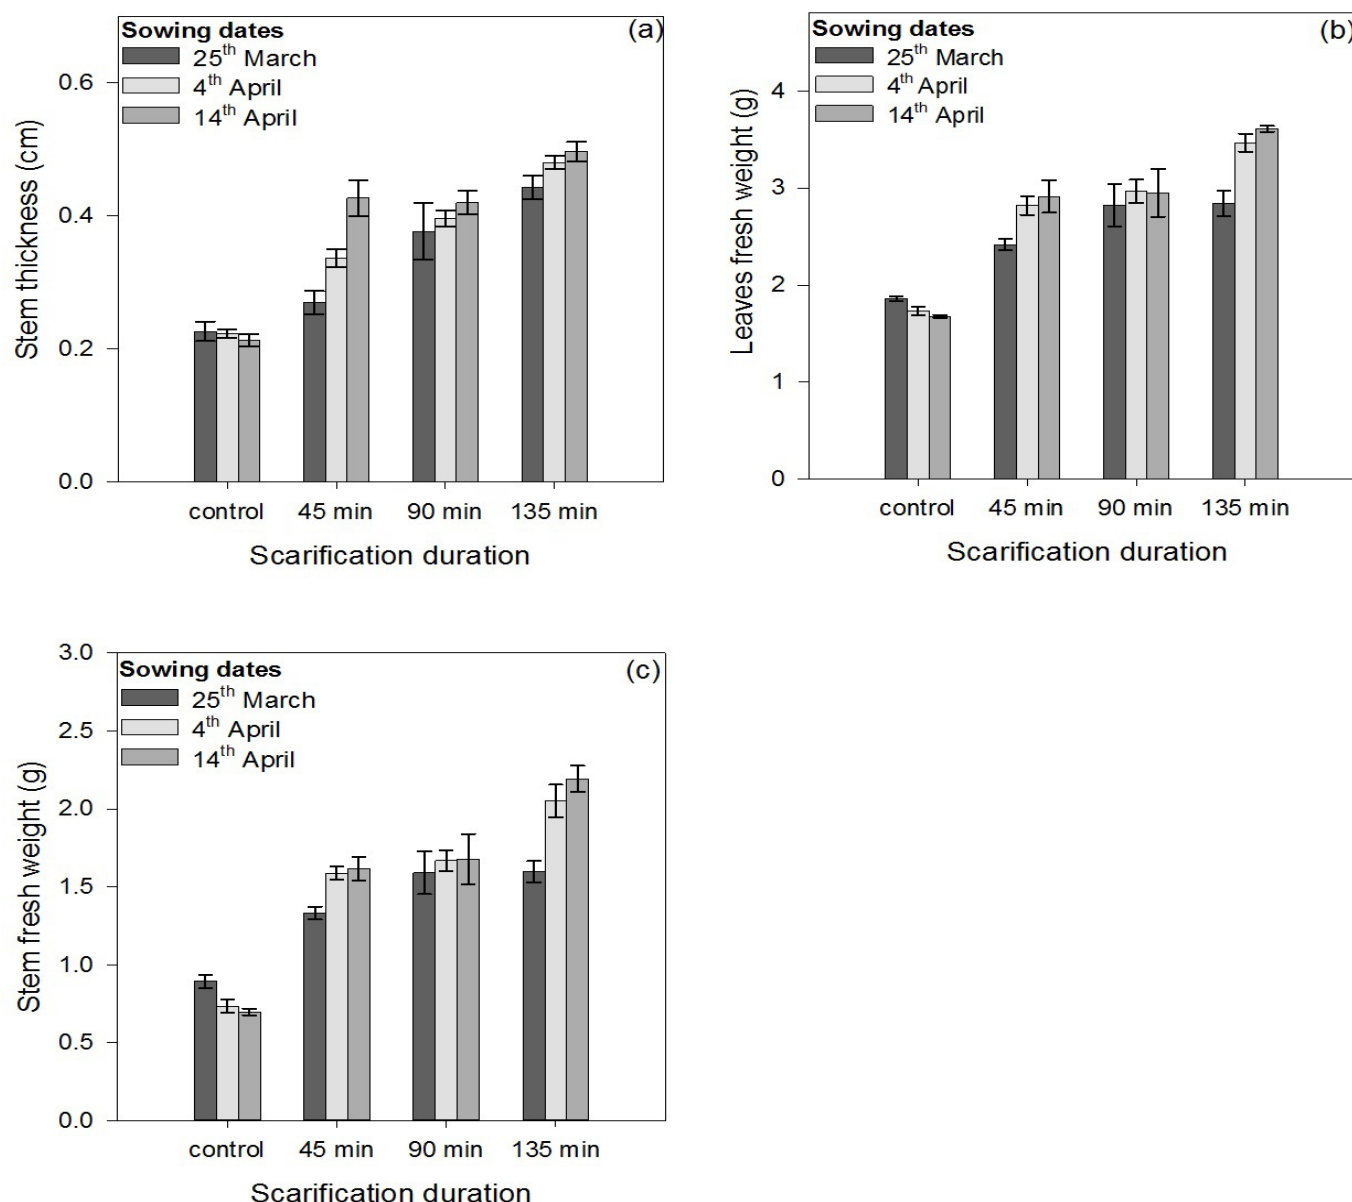 Sowing dates
(a)
25th March
4th April
14th April
Stem thickness (cm)
0.6
0.4
0.2
0.0
control 45 min 90 min 135 min
Scarification duration
(b)
Sowing dates
25th March
4th April
14th April
Leaves fresh weight (g)
4
3
2
1
0
control 45 min 90 min 135 min
Scarification duration
Sowing dates
(c)
25th March
4th April
14th April
Stem fresh weight (g)
3.0
2.5
2.0
1.5
1.0
0.5
0.0
control 45 min 90 min 135 min
Scarification duration